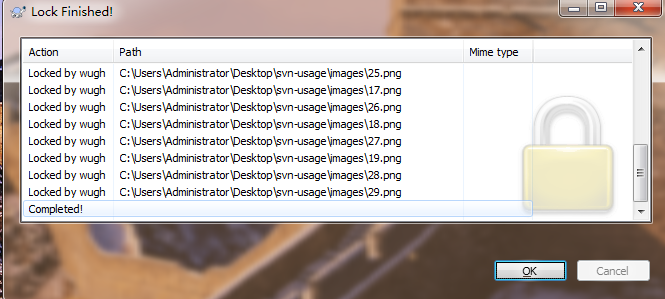 Lock Finished!
Action Path Mime type
Locked by wugh C:\Users\Administrator\Desktop\svn-usage\images\25.png
Locked by wugh C:\Users\Administrator\Desktop\svn-usage\images\17.png
Locked by wugh C:\Users\Administrator\Desktop\svn-usage\images\26.png
Locked by wugh C:\Users\Administrator\Desktop\svn-usage\images\18.png
Locked by wugh C:\Users\Administrator\Desktop\svn-usage\images\27.png
Locked by wugh C:\Users\Administrator\Desktop\svn-usage\images\19.png
Locked by wugh C:\Users\Administrator\Desktop\svn-usage\images\28.png
Locked by wugh C:\Users\Administrator\Desktop\svn-usage\images\29.png
Completed!
OK Cancel